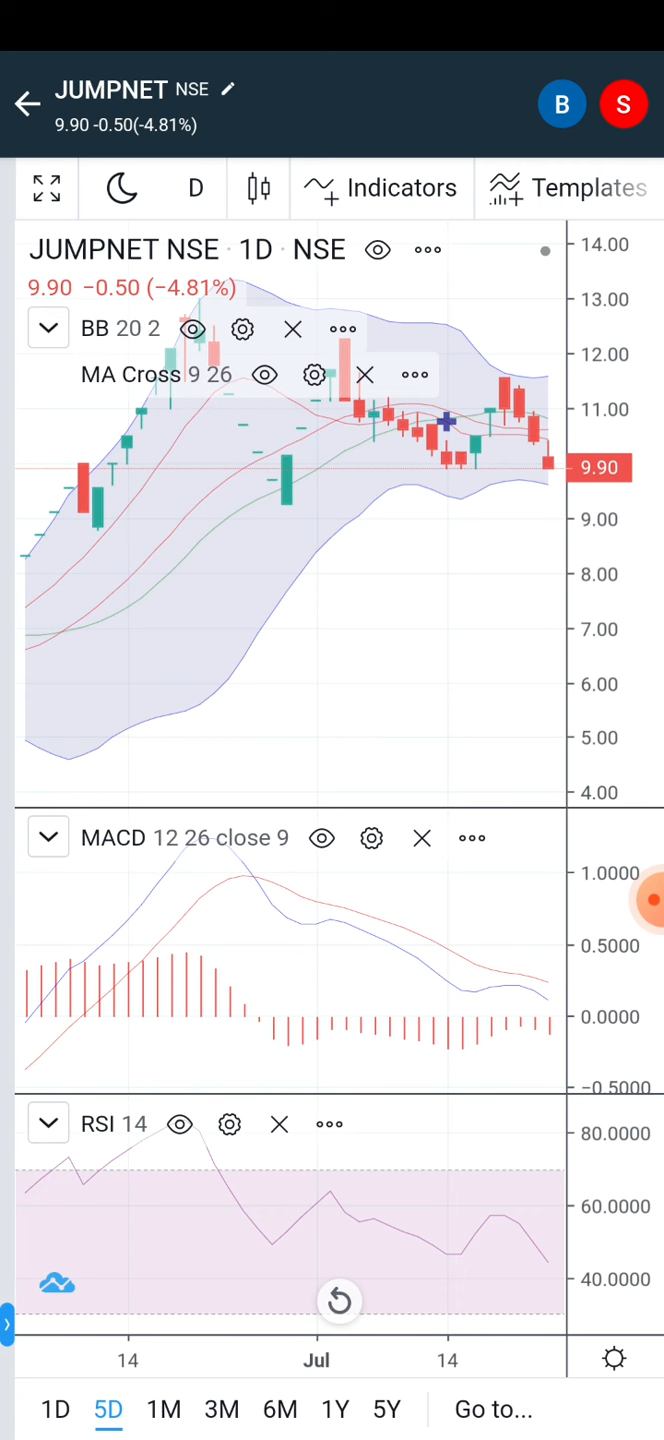 JUMPNET NSE
9.90 -0.50(-4.81%)
B S
D Indicators Templates
JUMPNET NSE · 1D · NSE
9.90 −0.50 (−4.81%)
BB 20 2
MA Cross 9 26
14.00
13.00
12.00
11.00
9.90
9.00
8.00
7.00
6.00
5.00
4.00
MACD 12 26 close 9
1.0000
0.5000
0.0000
−0.5000
RSI 14
80.0000
60.0000
40.0000
14 Jul 14
1D 5D 1M 3M 6M 1Y 5Y Go to...